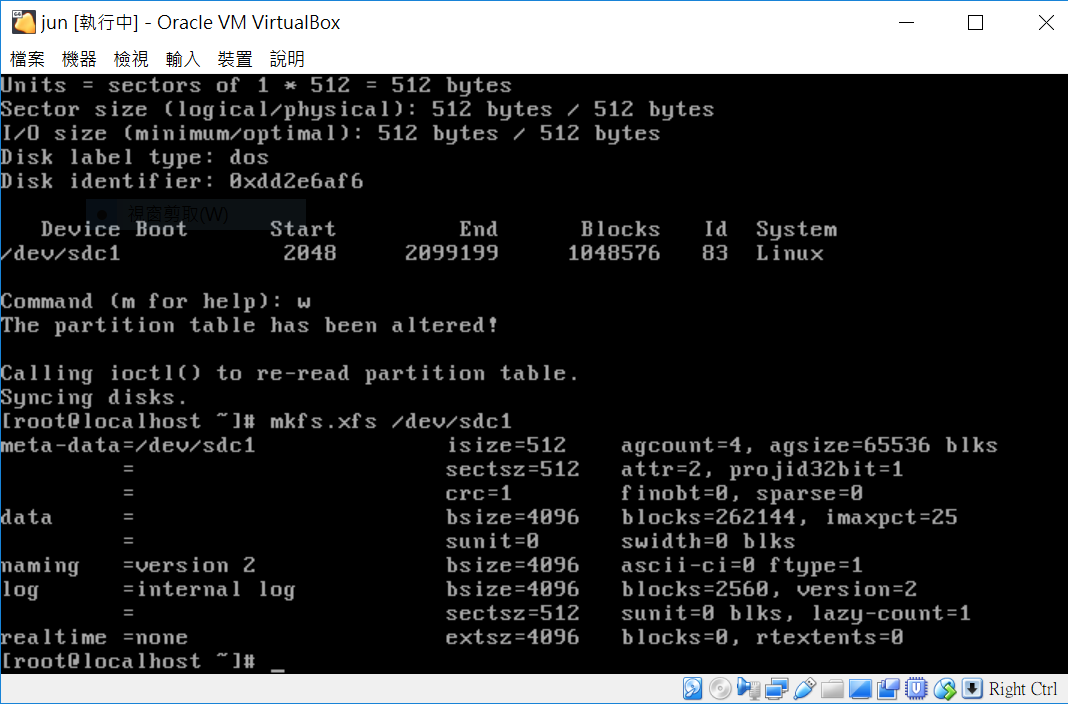 jun [執行中] - Oracle VM VirtualBox
檔案 機器 檢視 輸入 裝置 說明
Units = sectors of 1 * 512 = 512 bytes
Sector size (logical/physical): 512 bytes / 512 bytes
I/O size (minimum/optimal): 512 bytes / 512 bytes
Disk label type: dos
Disk identifier: 0xdd2e6af6
視窗剪取(W)
Device Boot Start End Blocks Id System
/dev/sdc1 2048 2099199 1048576 83 Linux
Command (m for help): w
The partition table has been altered!
Calling ioctl() to re-read partition table.
Syncing disks.
[root@localhost ~]# mkfs.xfs /dev/sdc1
meta-data=/dev/sdc1 isize=512 agcount=4, agsize=65536 blks
= sectsz=512 attr=2, projid32bit=1
= crc=1 finobt=0, sparse=0
data = bsize=4096 blocks=262144, imaxpct=25
= sunit=0 swidth=0 blks
naming =version 2 bsize=4096 ascii-ci=0 ftype=1
log =internal log bsize=4096 blocks=2560, version=2
= sectsz=512 sunit=0 blks, lazy-count=1
realtime =none extsz=4096 blocks=0, rtextents=0
[root@localhost ~]# _
Right Ctrl